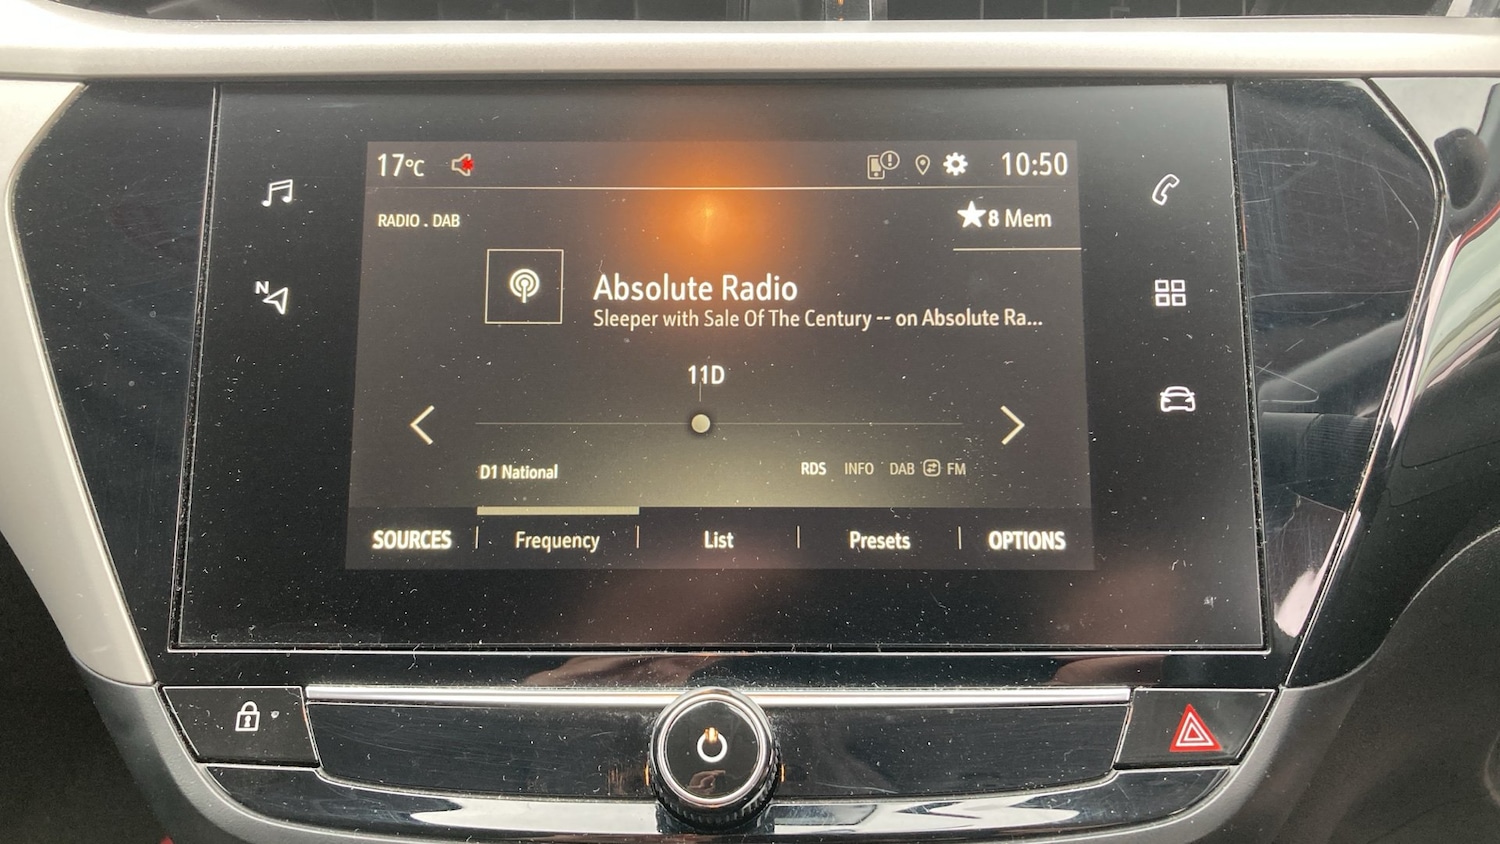 17°C 10:50
RADIO . DAB ★8 Mem
N
Absolute Radio
Sleeper with Sale Of The Century -- on Absolute Ra...
11D
D1 National RDS INFO DAB FM
SOURCES Frequency List Presets OPTIONS